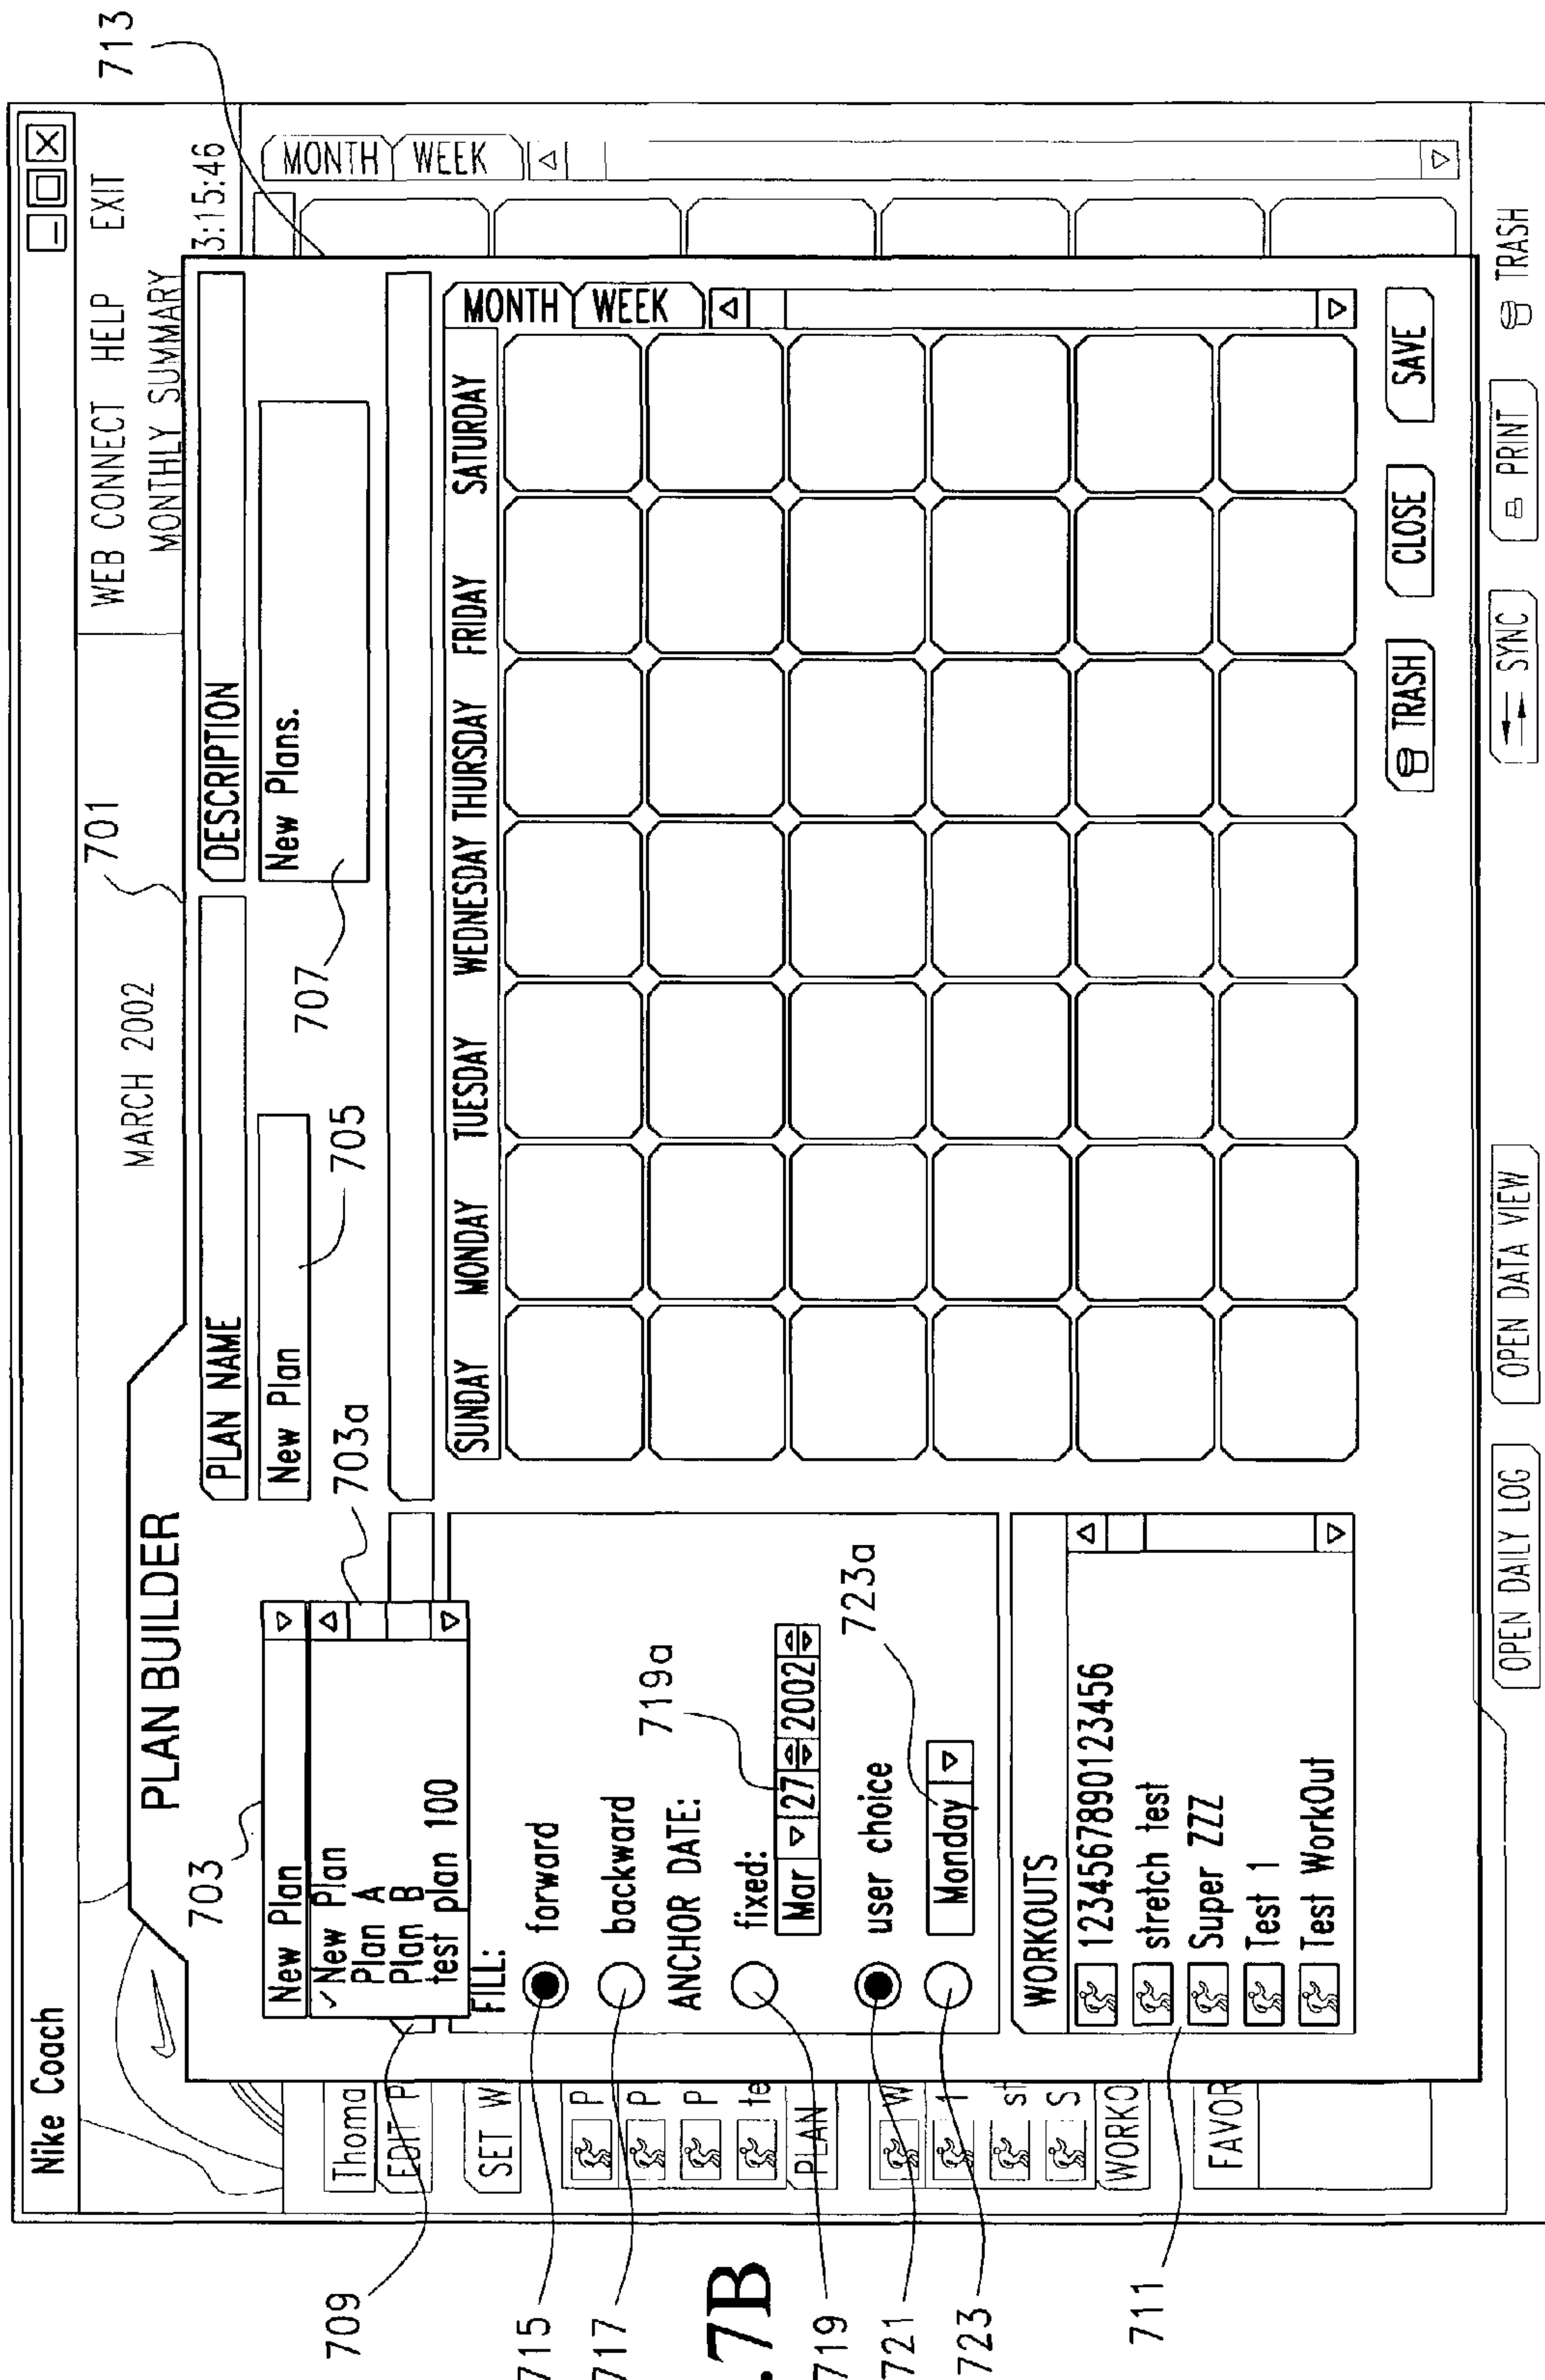 Nike Coach
WEB CONNECT HELP EXIT
MARCH 2002
MONTHLY SUMMARY
3:15:46
713
701
PLAN BUILDER
703
New Plan
✓ New Plan
Plan A
Plan B
test plan 100
703a
PLAN NAME
New Plan
705
DESCRIPTION
New Plans.
707
709
FILL:
715
forward
717
backward
ANCHOR DATE:
719
fixed:
Mar 27 2002
719a
721
user choice
723
Monday
723a
SUNDAY MONDAY TUESDAY WEDNESDAY THURSDAY FRIDAY SATURDAY
MONTH
WEEK
MONTH
WEEK
WORKOUTS
711
1234567890123456
stretch test
Super ZZZ
Test 1
Test WorkOut
TRASH CLOSE SAVE
Thoma
EDIT P
SET W
P
P
P
te
PLAN
W
1
st
S
WORKO
FAVOR
OPEN DAILY LOG OPEN DATA VIEW SYNC PRINT TRASH
.7B